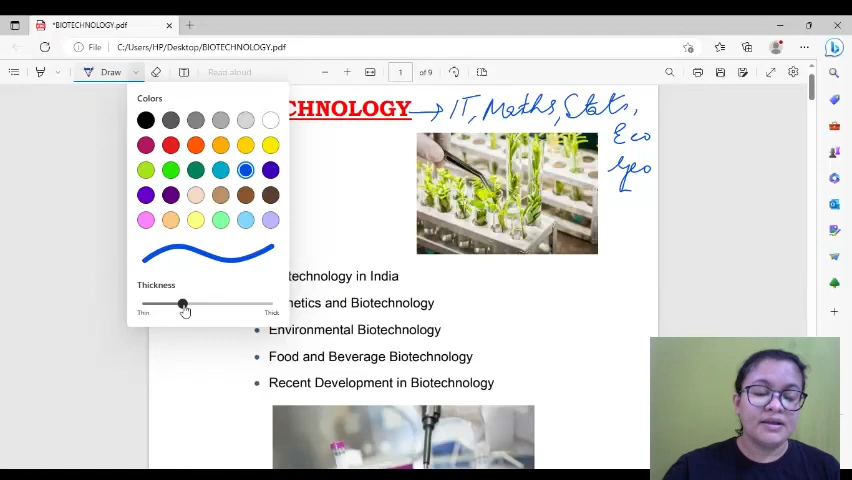 *BIOTECHNOLOGY.pdf
File
C:/Users/HP/Desktop/BIOTECHNOLOGY.pdf
Draw
Read aloud
1
of 9
Colors
CHNOLOGY → IT, Maths, Stats,
Eco
Geo
Thickness
Thin
Thick
technology in India
netics and Biotechnology
Environmental Biotechnology
Food and Beverage Biotechnology
Recent Development in Biotechnology